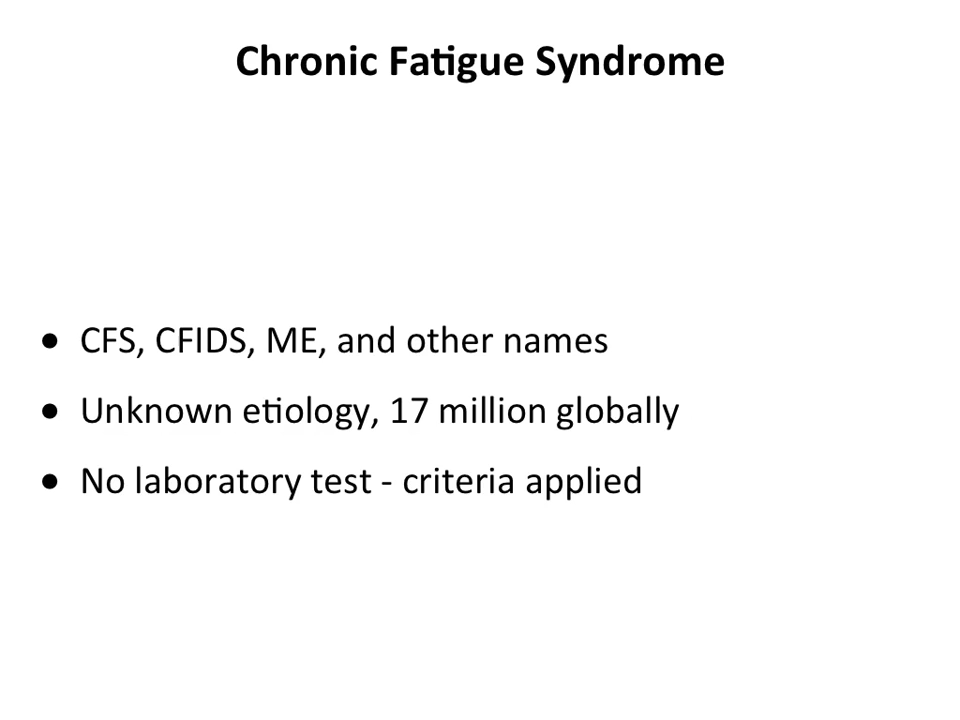 Chronic Fatigue Syndrome
• CFS, CFIDS, ME, and other names
• Unknown etiology, 17 million globally
• No laboratory test - criteria applied